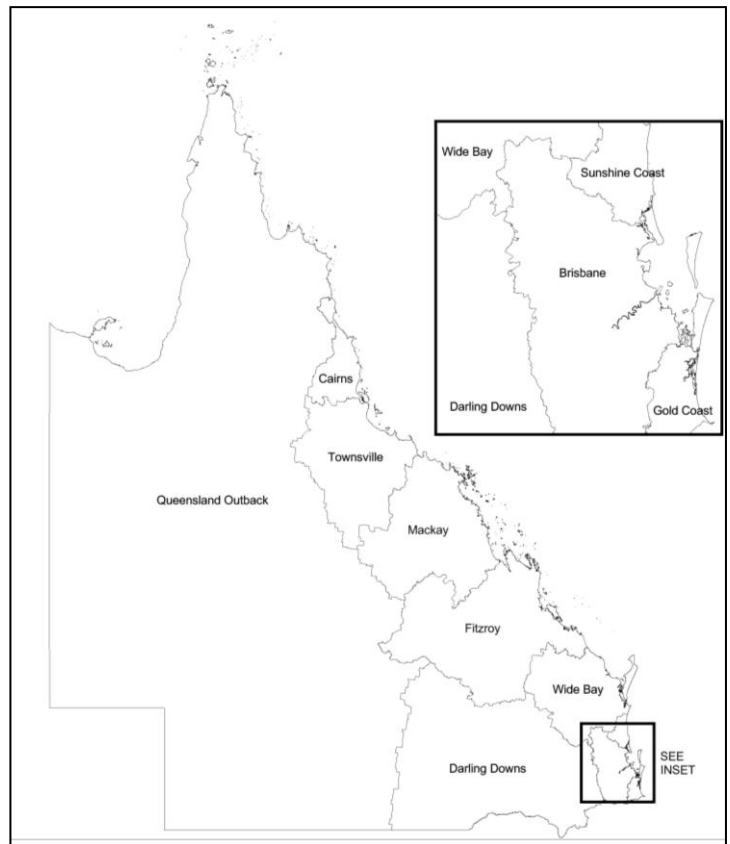 Wide Bay
Sunshine Coast
Brisbane
Darling Downs
Gold Coast
Cairns
Townsville
Queensland Outback
Mackay
Fitzroy
Wide Bay
Darling Downs
SEE
INSET